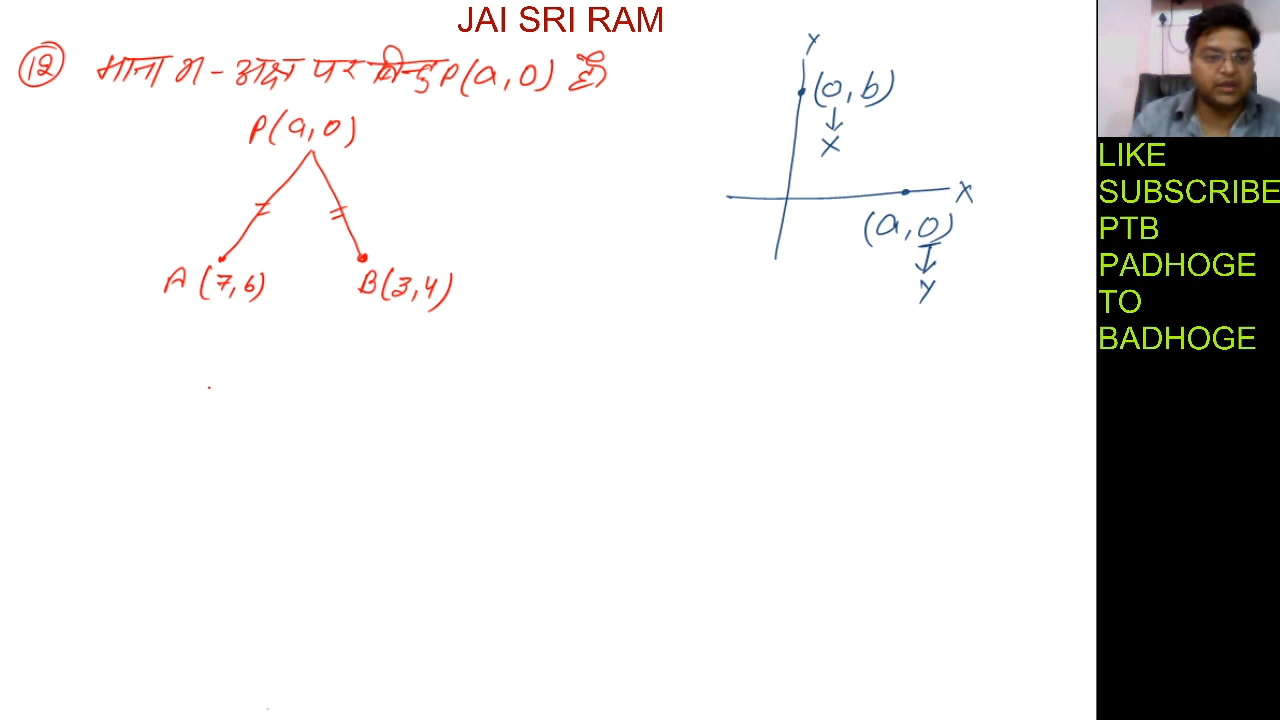 JAI SRI RAM
12 माना x-अक्ष पर बिन्दु P(a, 0) है।
P(a, 0)
A (7, 6) B(3, 4)
Y
(0, b)
X
X
(a, 0)
Y
LIKE
SUBSCRIBE
PTB
PADHOGE
TO
BADHOGE